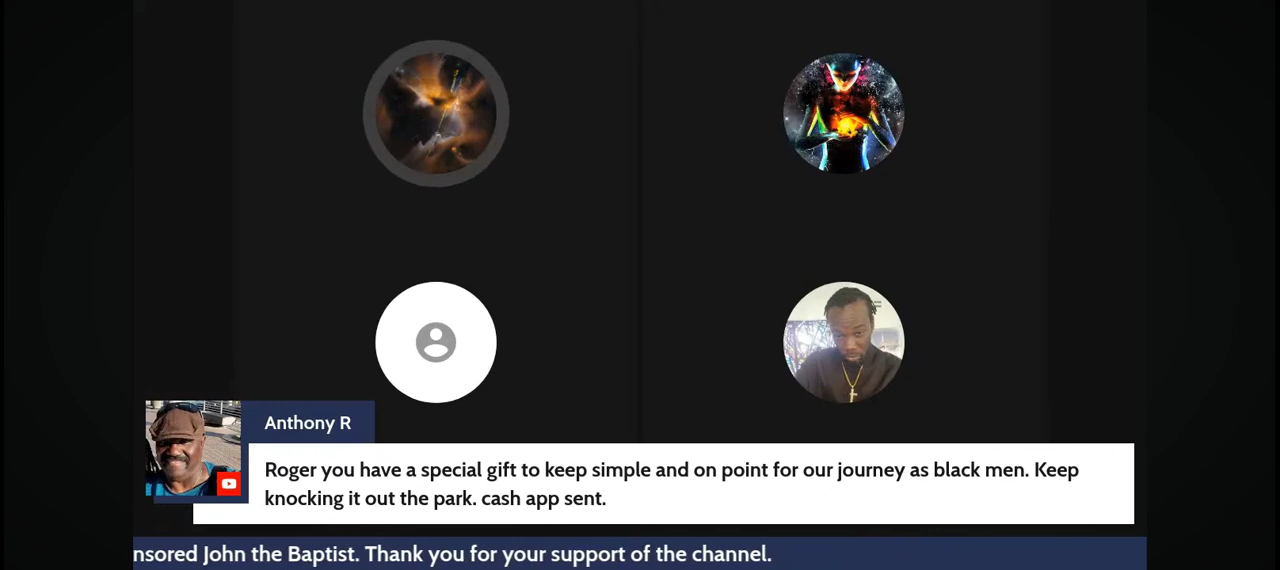 Anthony R
Roger you have a special gift to keep simple and on point for our journey as black men. Keep
knocking it out the park. cash app sent.
nsored John the Baptist. Thank you for your support of the channel.